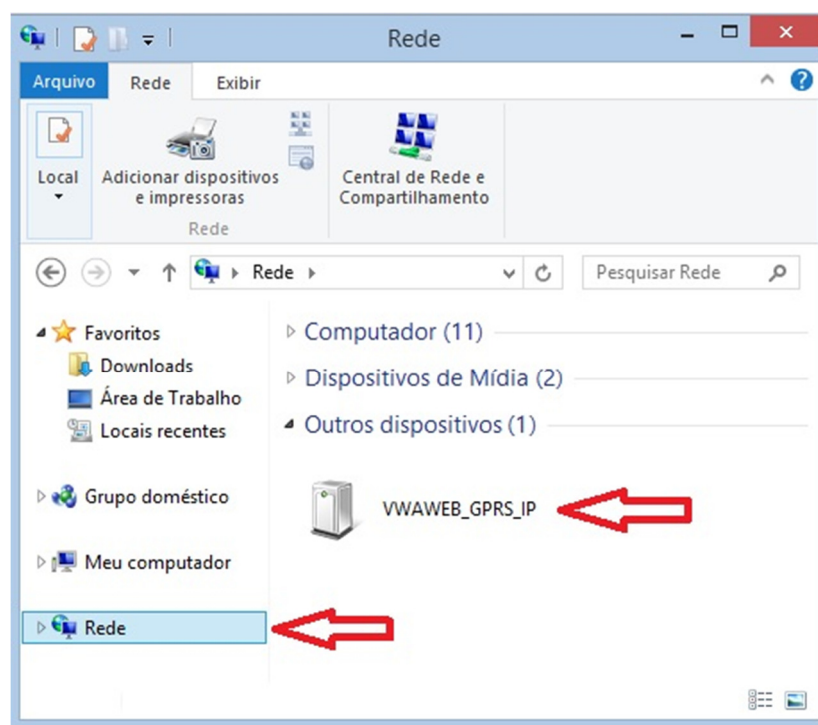 Rede
Arquivo Rede Exibir
Local
Adicionar dispositivos
e impressoras
Central de Rede e
Compartilhamento
Rede
Rede
Pesquisar Rede
Favoritos
Downloads
Área de Trabalho
Locais recentes
Grupo doméstico
Meu computador
Rede
Computador (11)
Dispositivos de Mídia (2)
Outros dispositivos (1)
VWAWEB_GPRS_IP